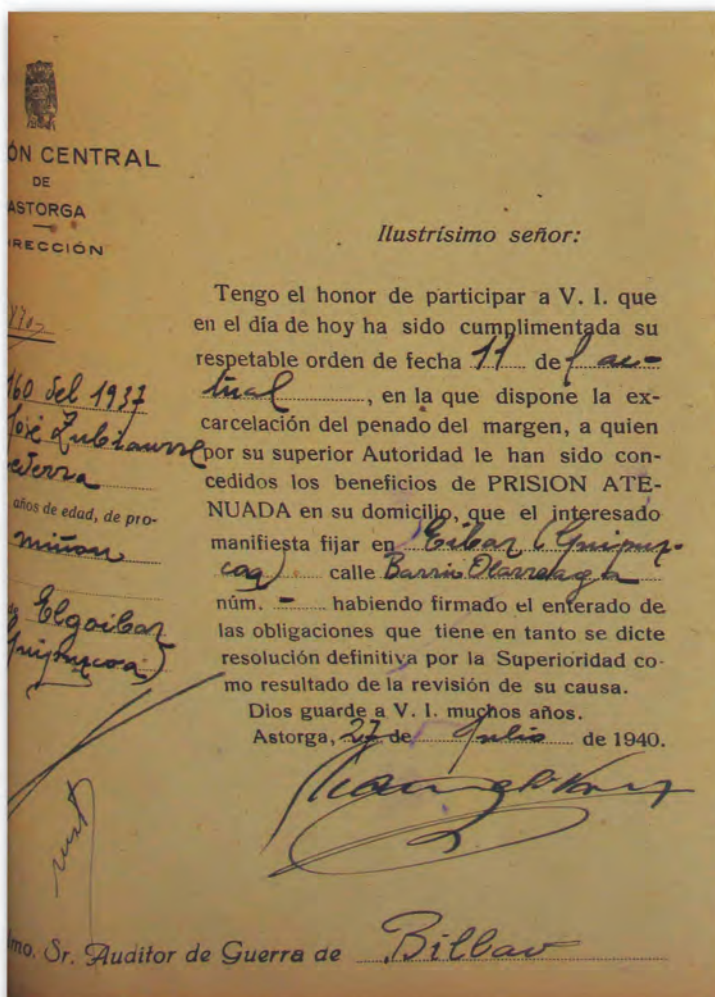 ÓN CENTRAL
DE
ASTORGA
RECCIÓN
160 del 1937
José Zubiaurre
años de edad, de pro-
Elgoibar
Guipuzcoa)
Ilustrísimo señor:
Tengo el honor de participar a V. I. que
en el día de hoy ha sido cumplimentada su
respetable orden de fecha 11 de l ac-
tual, en la que dispone la ex-
carcelación del penado del margen, a quien
por su superior Autoridad le han sido con-
cedidos los beneficios de PRISION ATE-
NUADA en su domicilio, que el interesado
manifiesta fijar en Eibar (Guipuz-
coa) calle Barrio Olarreaga
núm. - habiendo firmado el enterado de
las obligaciones que tiene en tanto se dicte
resolución definitiva por la Superioridad co-
mo resultado de la revisión de su causa.
Dios guarde a V. I. muchos años.
Astorga, 27 de Julio de 1940.
lmo. Sr. Auditor de Guerra de Bilbao